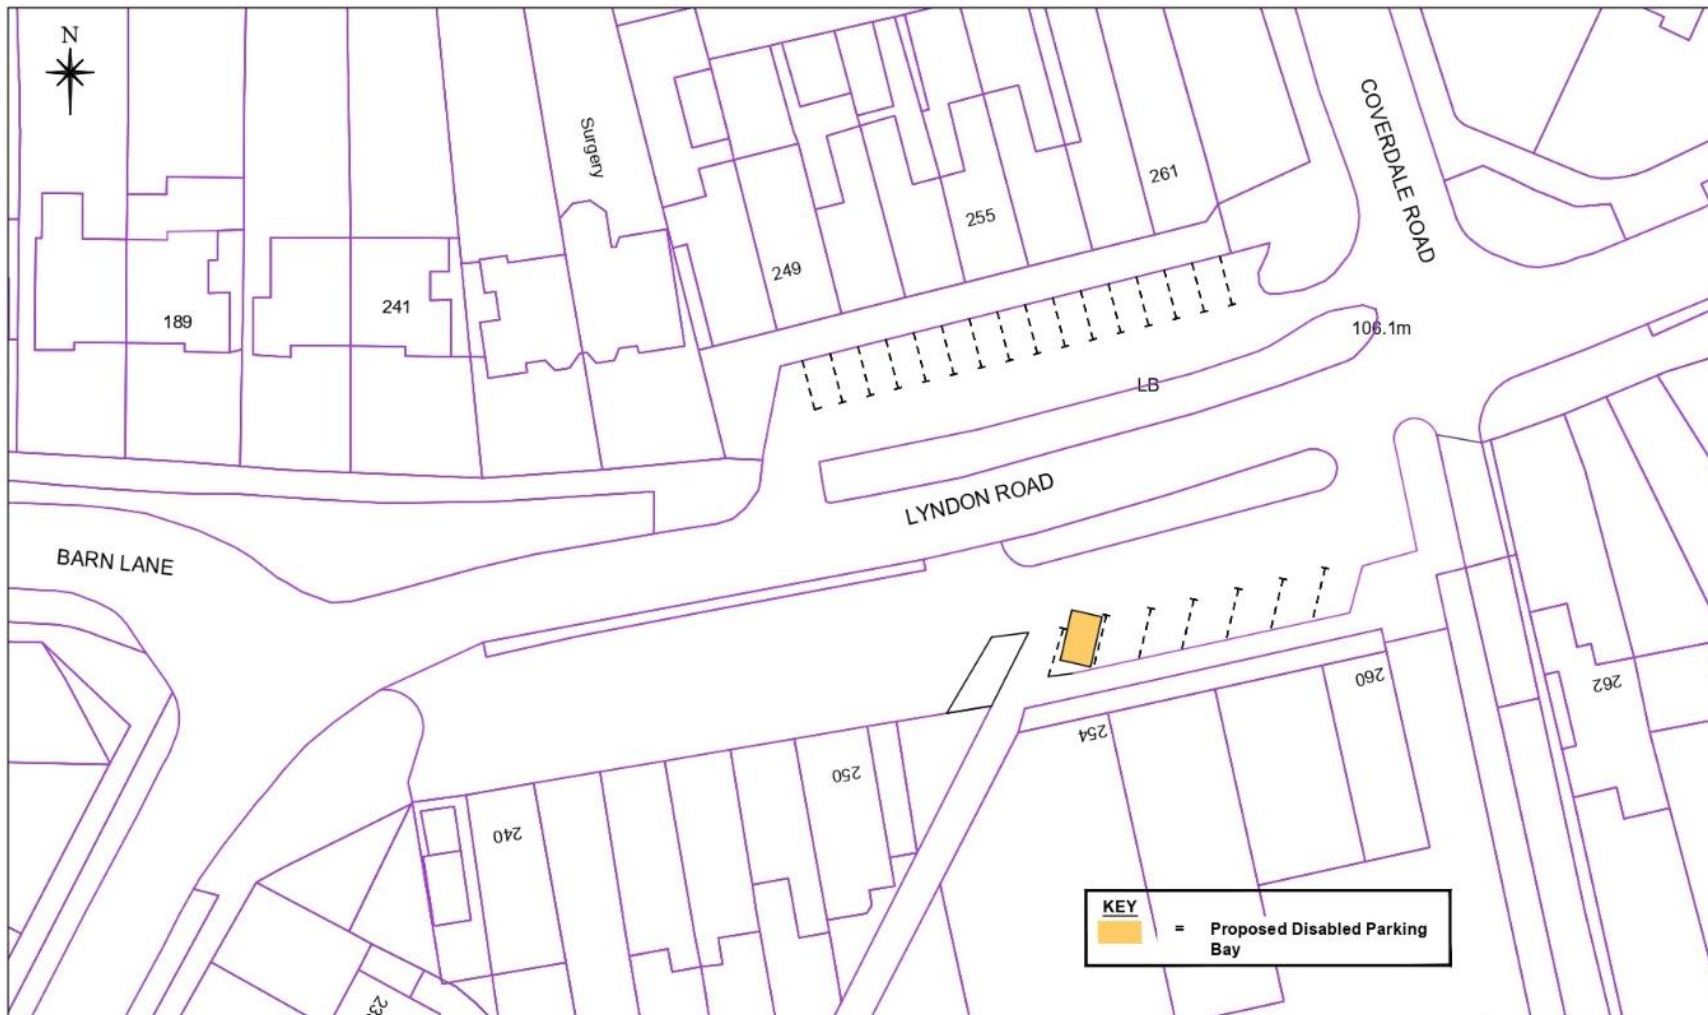 N
COVERDALE ROAD
Surgery
261
255
249
189
241
106.1m
LB
LYNDON ROAD
BARN LANE
260
262
254
250
240
KEY
= Proposed Disabled Parking
Bay